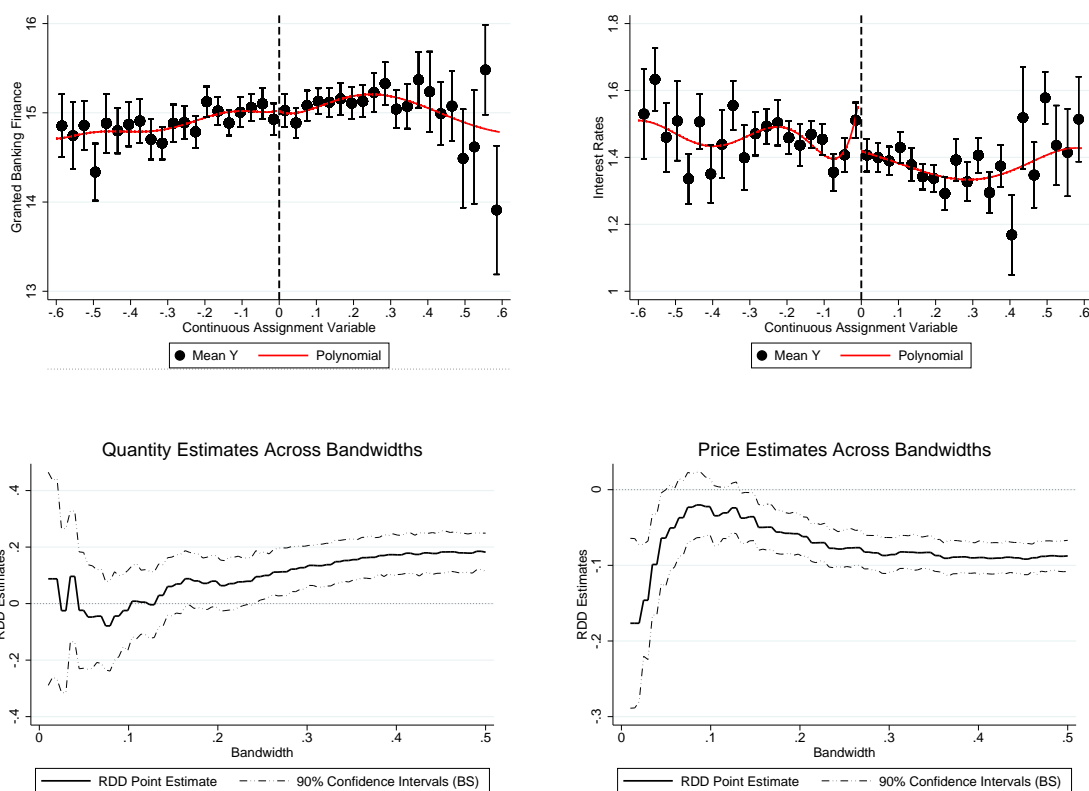 16
15
14
13
Granted Banking Finance
-.6 -.5 -.4 -.3 -.2 -.1 0 .1 .2 .3 .4 .5 .6
Continuous Assignment Variable
Mean Y Polynomial
1.8
1.6
1.4
1.2
1
Interest Rates
-.6 -.5 -.4 -.3 -.2 -.1 0 .1 .2 .3 .4 .5 .6
Continuous Assignment Variable
Mean Y Polynomial
Quantity Estimates Across Bandwidths
.4
.2
0
-.2
-.4
RDD Estimates
0 .1 .2 .3 .4 .5
Bandwidth
RDD Point Estimate 90% Confidence Intervals (BS)
Price Estimates Across Bandwidths
0
-.1
-.2
-.3
RDD Estimates
0 .1 .2 .3 .4 .5
Bandwidth
RDD Point Estimate 90% Confidence Intervals (BS)